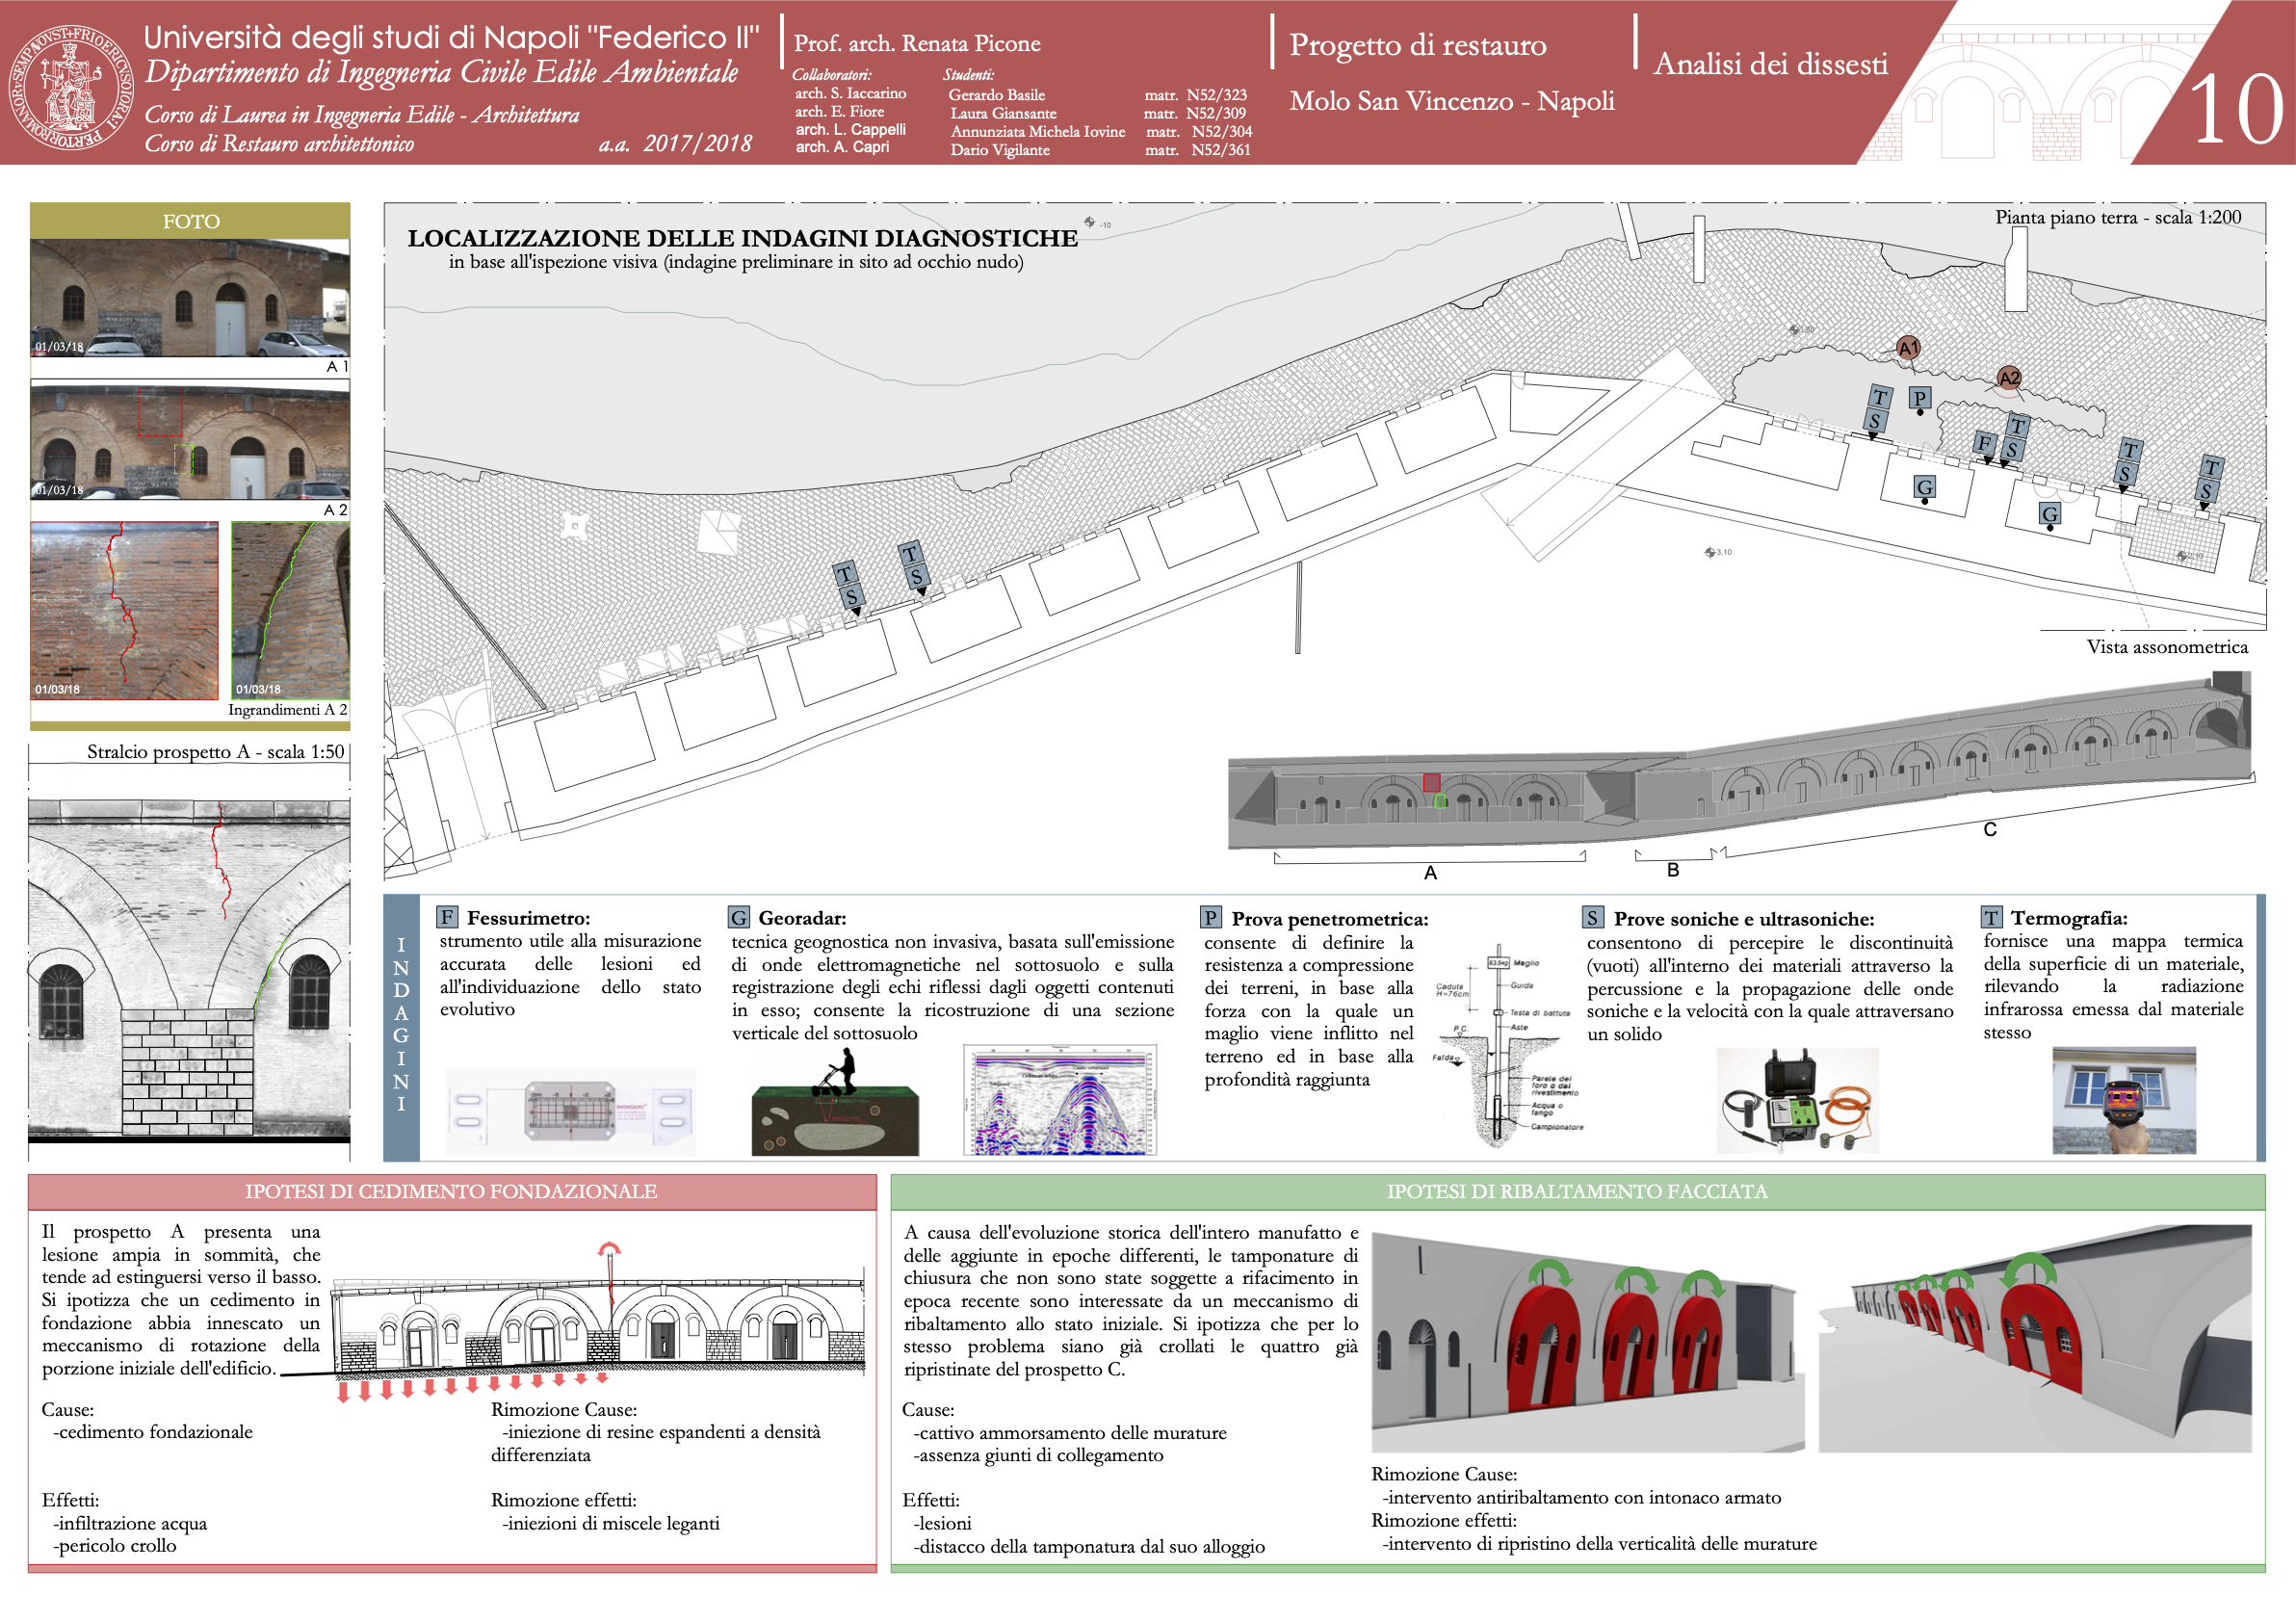 Università degli studi di Napoli "Federico II"
Dipartimento di Ingegneria Civile Edile Ambientale
Corso di Laurea in Ingegneria Edile - Architettura
Corso di Restauro architettonico a.a. 2017/2018
Prof. arch. Renata Picone
Collaboratori:
arch. S. Iaccarino
arch. E. Fiore
arch. L. Cappelli
arch. A. Capri
Studenti:
Gerardo Basile matr. N52/323
Laura Giansante matr. N52/309
Annunziata Michela Iovine matr. N52/304
Dario Vigilante matr. N52/361
Progetto di restauro
Molo San Vincenzo - Napoli
Analisi dei dissesti
10
FOTO
01/03/18
A 1
01/03/18
A 2
01/03/18
01/03/18
Ingrandimenti A 2
Stralcio prospetto A - scala 1:50
LOCALIZZAZIONE DELLE INDAGINI DIAGNOSTICHE
in base all'ispezione visiva (indagine preliminare in sito ad occhio nudo)
-10
Pianta piano terra - scala 1:200
A1
A2
T
S
P
F
T
S
T
S
T
S
G
G
T
S
T
S
3,10
Vista assonometrica
A
B
C
INDAGINI
F Fessurimetro:
strumento utile alla misurazione
accurata delle lesioni ed
all'individuazione dello stato
evolutivo
G Georadar:
tecnica geognostica non invasiva, basata sull'emissione
di onde elettromagnetiche nel sottosuolo e sulla
registrazione degli echi riflessi dagli oggetti contenuti
in esso; consente la ricostruzione di una sezione
verticale del sottosuolo
P Prova penetrometrica:
consente di definire la
resistenza a compressione
dei terreni, in base alla
forza con la quale un
maglio viene inflitto nel
terreno ed in base alla
profondità raggiunta
63.5kg Maglio
Caduta
H=76cm
Guida
Testa di battuta
Aste
P.C.
Falda
Parete del
foro o del
rivestimento
Acqua o
fango
Campionatore
S Prove soniche e ultrasoniche:
consentono di percepire le discontinuità
(vuoti) all'interno dei materiali attraverso la
percussione e la propagazione delle onde
soniche e la velocità con la quale attraversano
un solido
T Termografia:
fornisce una mappa termica
della superficie di un materiale,
rilevando la radiazione
infrarossa emessa dal materiale
stesso
IPOTESI DI CEDIMENTO FONDAZIONALE
Il prospetto A presenta una
lesione ampia in sommità, che
tende ad estinguersi verso il basso.
Si ipotizza che un cedimento in
fondazione abbia innescato un
meccanismo di rotazione della
porzione iniziale dell'edificio.
Cause:
-cedimento fondazionale
Effetti:
-infiltrazione acqua
-pericolo crollo
Rimozione Cause:
-iniezione di resine espandenti a densità
differenziata
Rimozione effetti:
-iniezioni di miscele leganti
IPOTESI DI RIBALTAMENTO FACCIATA
A causa dell'evoluzione storica dell'intero manufatto e
delle aggiunte in epoche differenti, le tamponature di
chiusura che non sono state soggette a rifacimento in
epoca recente sono interessate da un meccanismo di
ribaltamento allo stato iniziale. Si ipotizza che per lo
stesso problema siano già crollati le quattro già
ripristinate del prospetto C.
Cause:
-cattivo ammorsamento delle murature
-assenza giunti di collegamento
Effetti:
-lesioni
-distacco della tamponatura dal suo alloggio
Rimozione Cause:
-intervento antiribaltamento con intonaco armato
Rimozione effetti:
-intervento di ripristino della verticalità delle murature